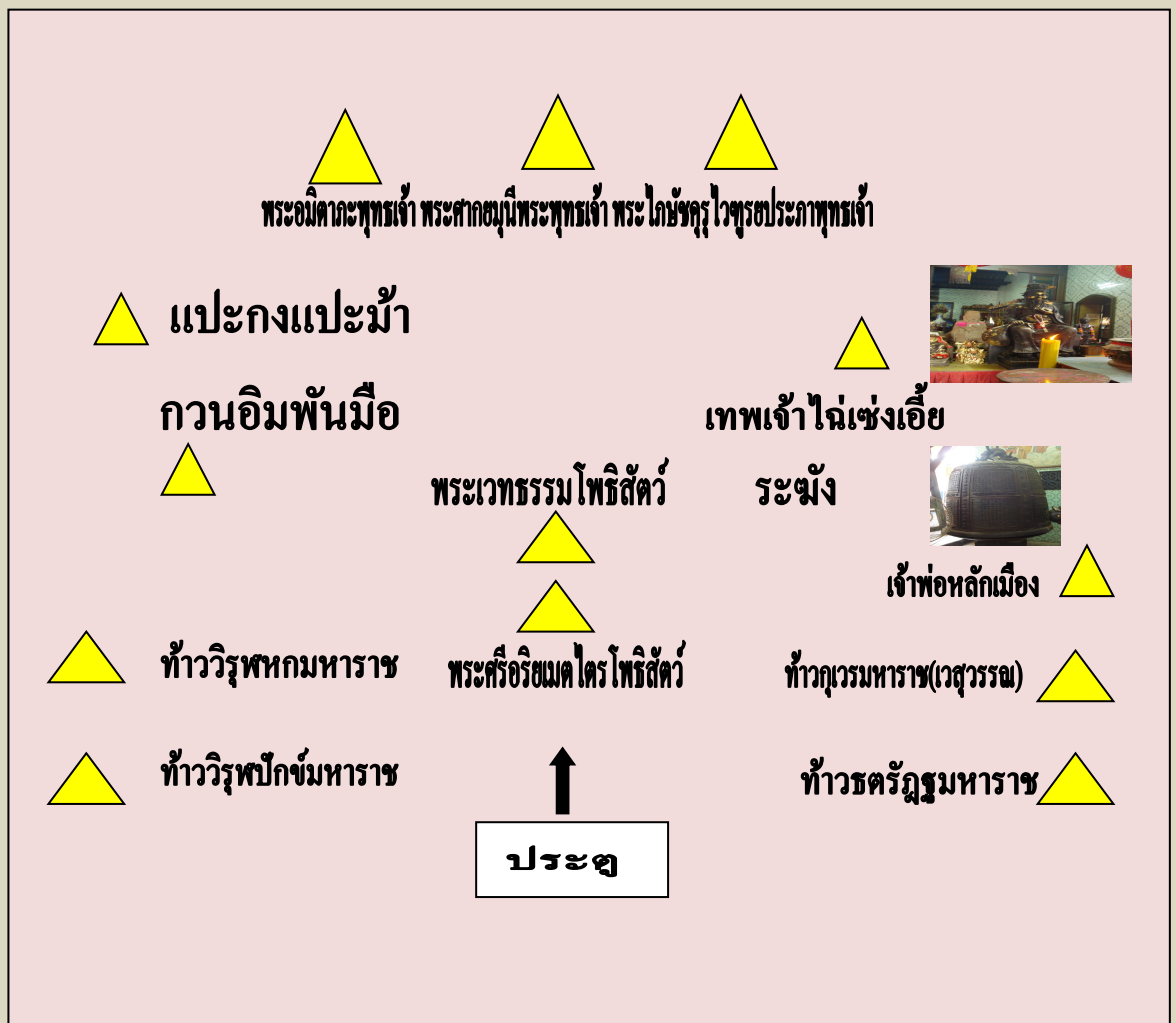 พระอมิตาภะพุทธเจ้า พระศากยมุนีพระพุทธเจ้า พระไภษัชคุรุไวฑูรยประภาพุทธเจ้า
แปะกงแปะม้า
กวนอิมพันมือ
เทพเจ้าไฉ่เซ่งเอี้ย
พระเวทธรรมโพธิสัตว์
ระฆัง
เจ้าพ่อหลักเมือง
ท้าววิรุฬหกมหาราช
พระศรีอริยเมตไตรโพธิสัตว์
ท้าวกุเวรมหาราช(เวสุวรรณ)
ท้าววิรุฬปักข์มหาราช
ท้าวธตรัฎฐมหาราช
ประตู